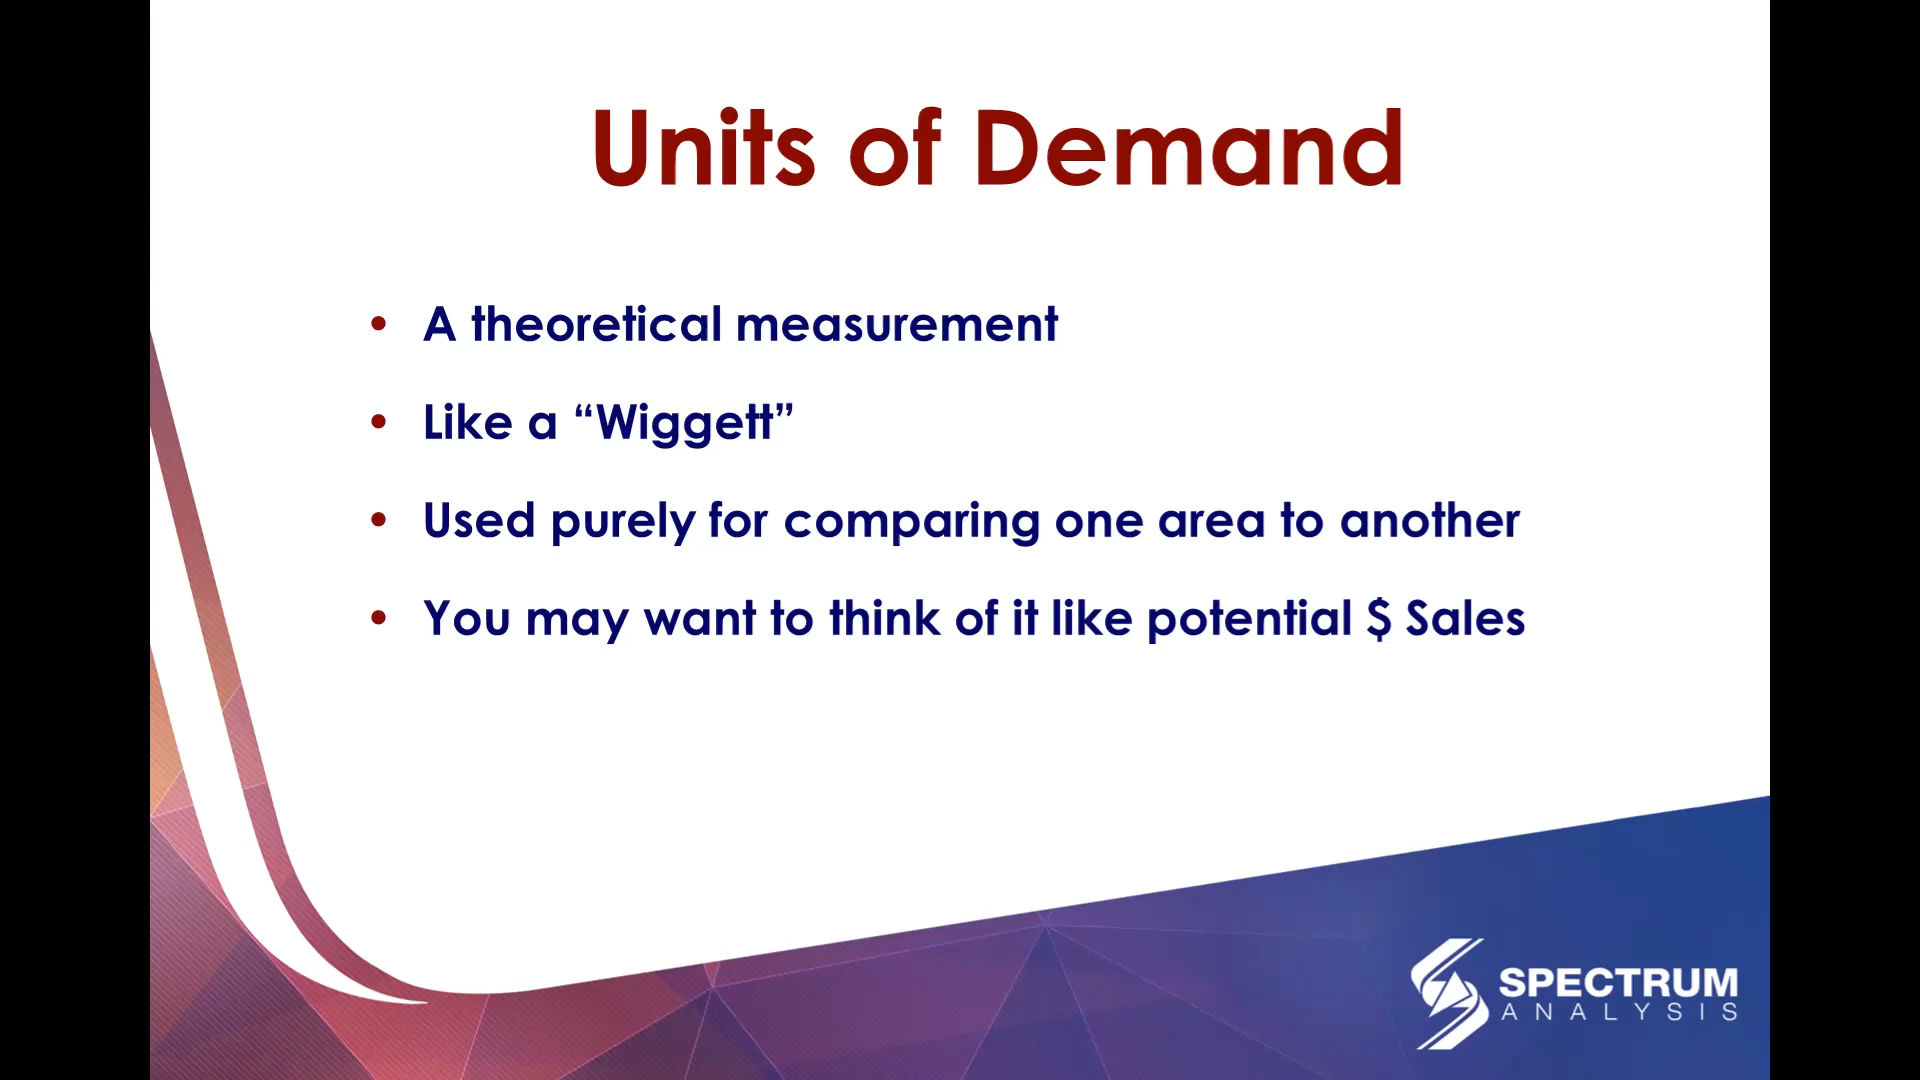 Units of Demand
• A theoretical measurement
• Like a “Wiggett”
• Used purely for comparing one area to another
• You may want to think of it like potential $ Sales
SPECTRUM
ANALYSIS